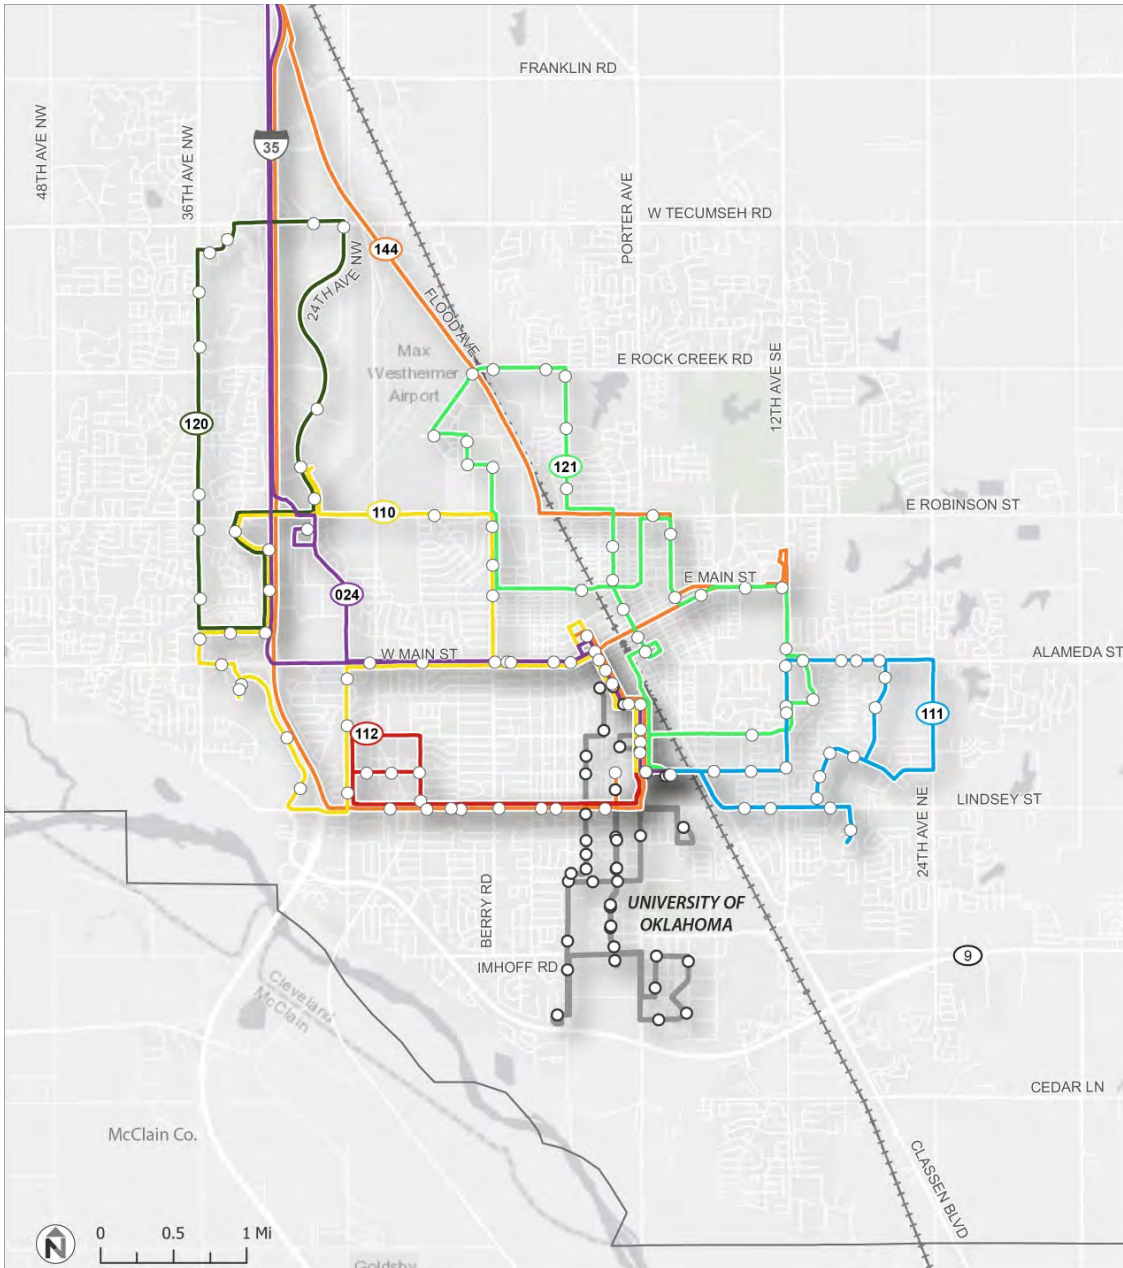 FRANKLIN RD
48TH AVE NW
36TH AVE NW
35
PORTER AVE
W TECUMSEH RD
144
24TH AVE NW
FLOOD AVE
Max
Westheimer
Airport
E ROCK CREEK RD
12TH AVE SE
120
121
110
E ROBINSON ST
E MAIN ST
024
W MAIN ST
ALAMEDA ST
111
112
LINDSEY ST
24TH AVE NE
BERRY RD
UNIVERSITY OF
OKLAHOMA
IMHOFF RD
9
Cleveland
McClain
CEDAR LN
McClain Co.
CLASSEN BLVD
N
0 0.5 1 Mi
Goldsby